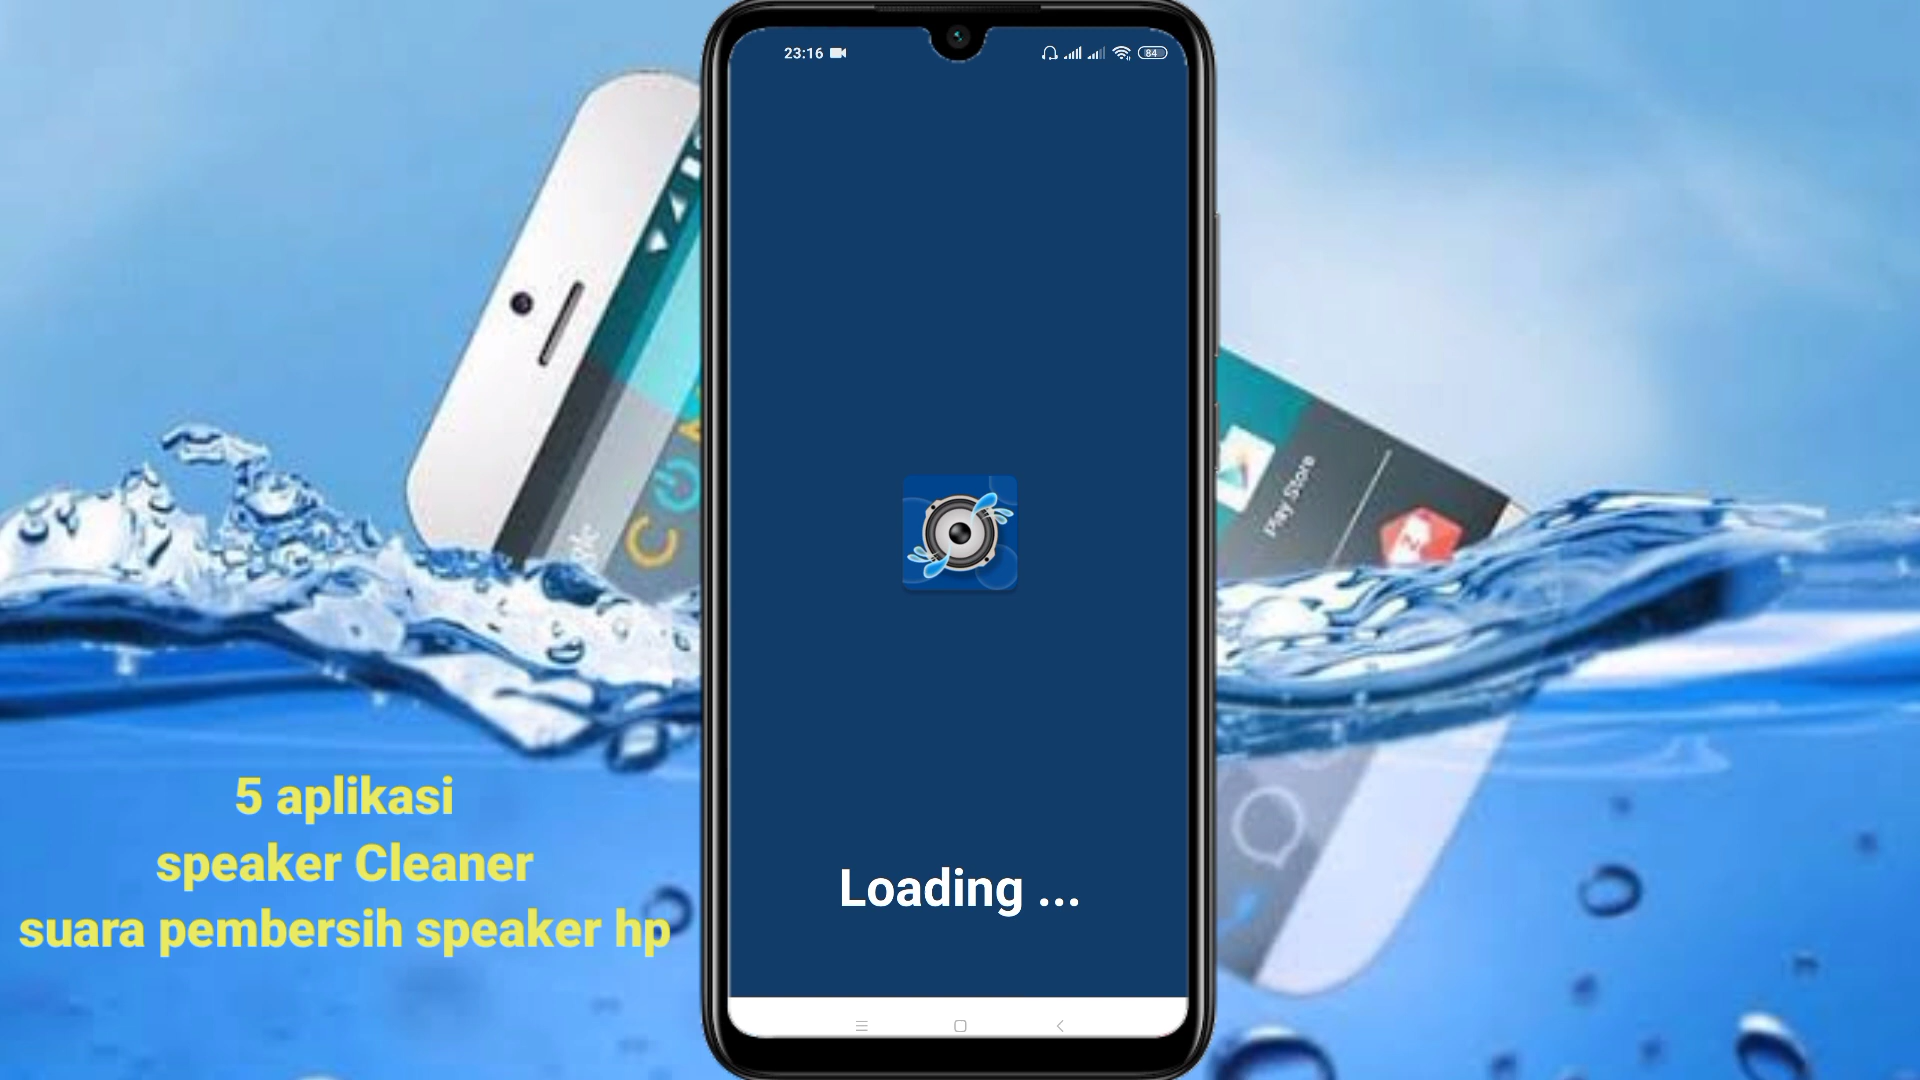 23:16
84
Play Store
Loading ...
5 aplikasi
speaker Cleaner
suara pembersih speaker hp